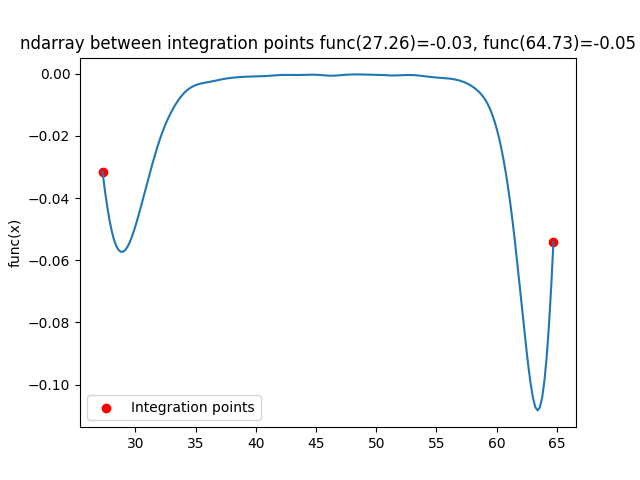 ndarray between integration points func(27.26)=-0.03, func(64.73)=-0.05
func(x)
0.00
−0.02
−0.04
−0.06
−0.08
−0.10
Integration points
30 35 40 45 50 55 60 65